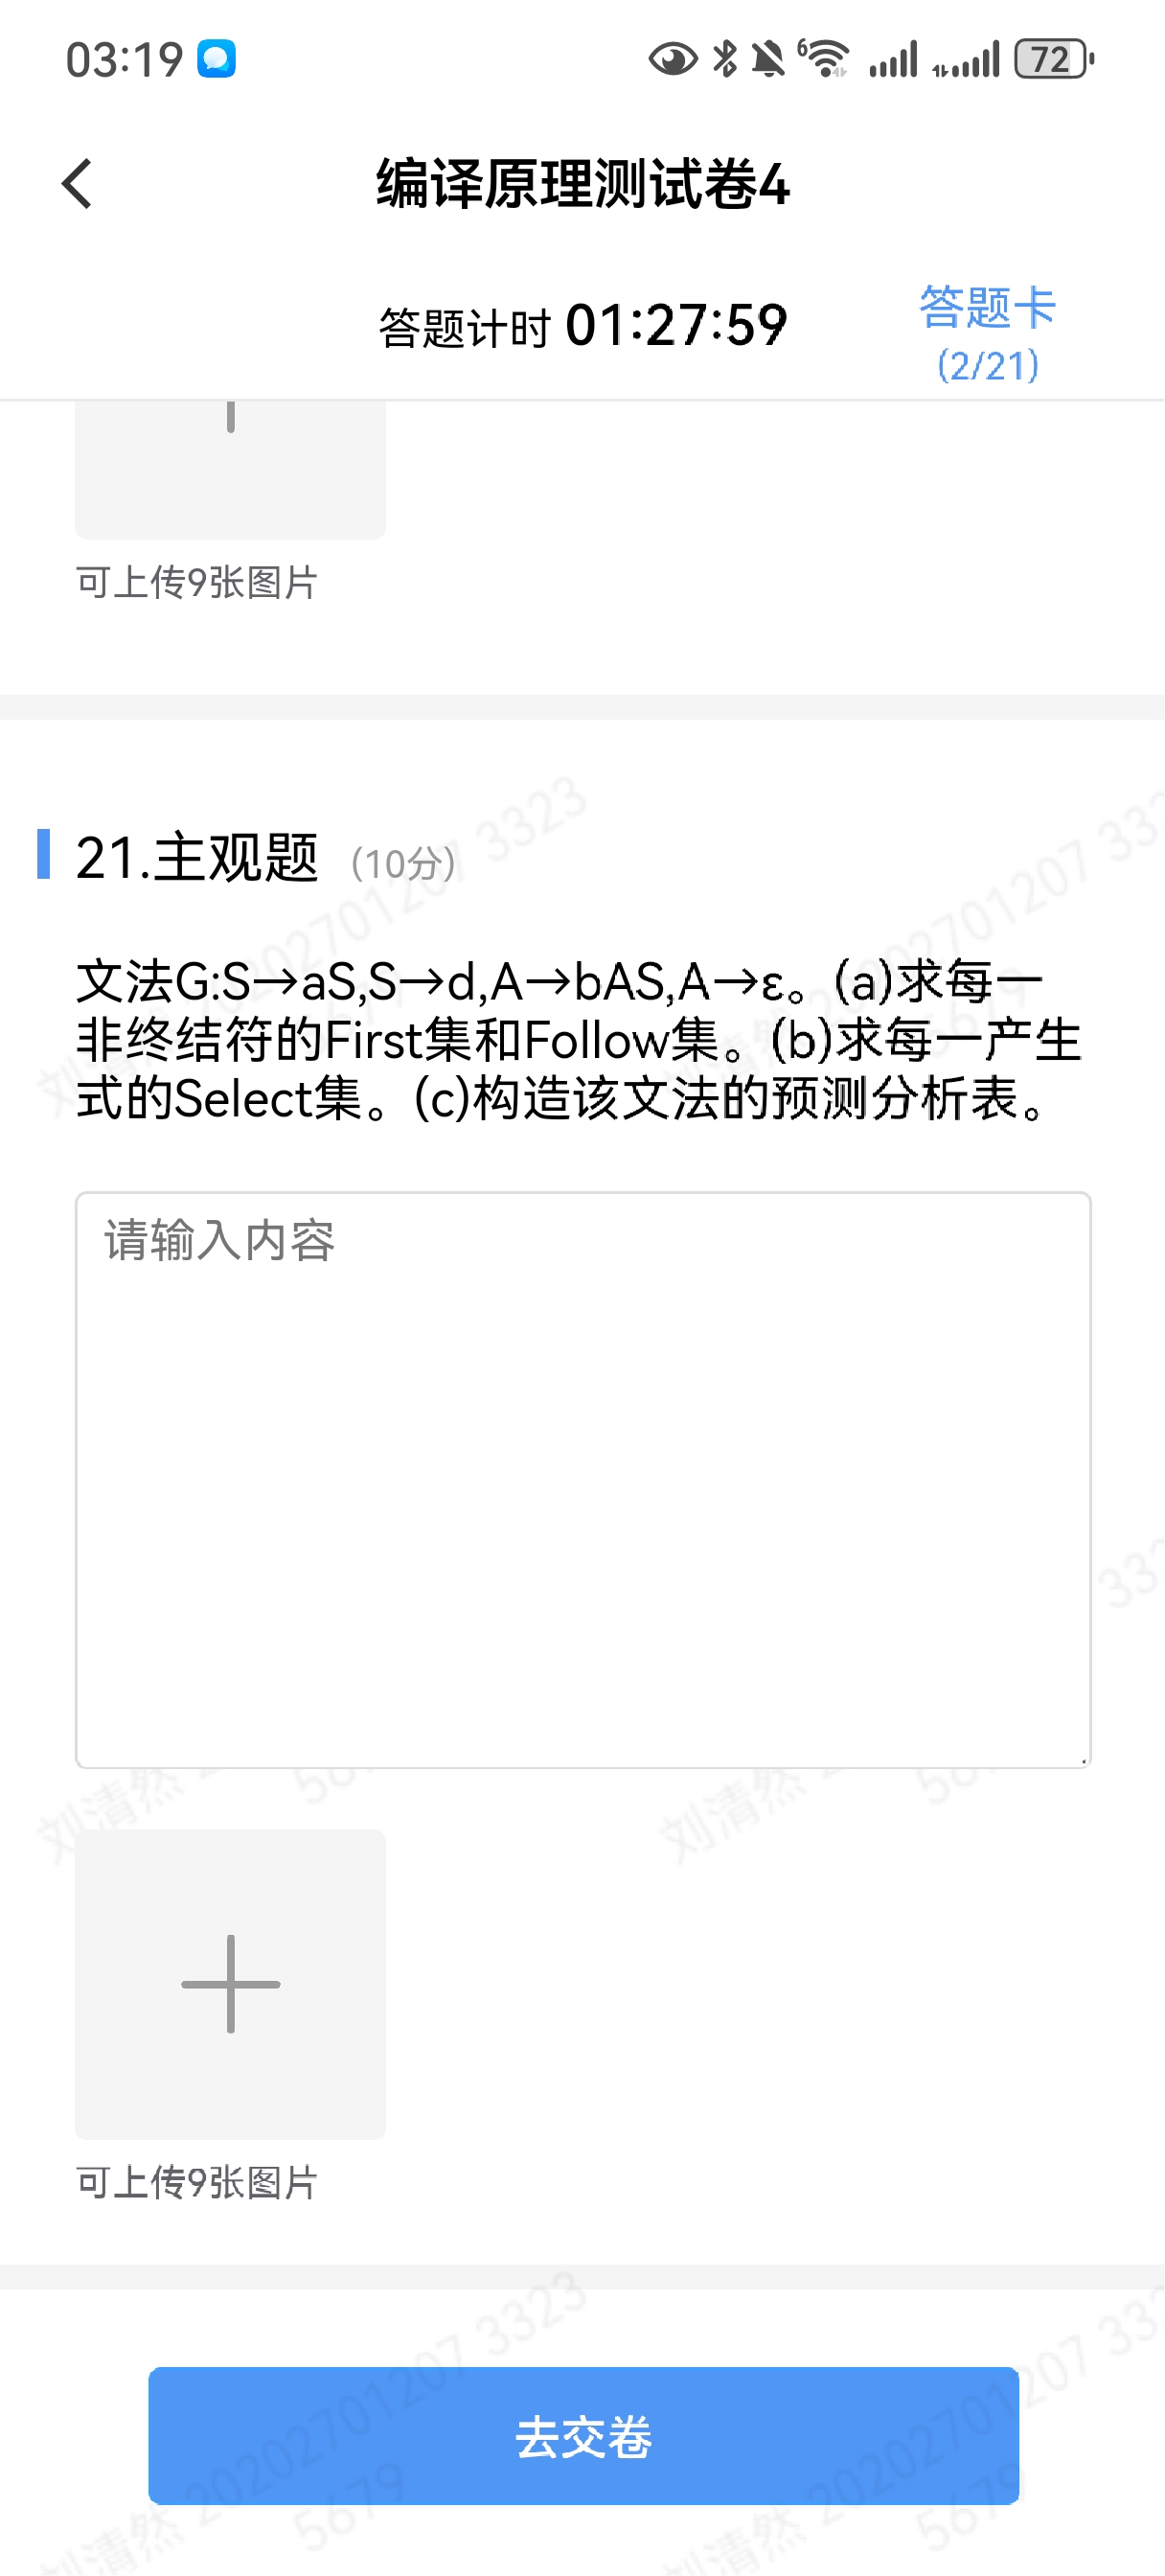 03:19
6
72
编译原理测试卷4
答题计时 01:27:59
答题卡
(2/21)
可上传9张图片
21.主观题 (10分)
文法G:S→aS,S→d,A→bAS,A→ε。(a)求每一
非终结符的First集和Follow集。(b)求每一产生
式的Select集。(c)构造该文法的预测分析表。
请输入内容
可上传9张图片
去交卷
刘清然 202027012073323
5679